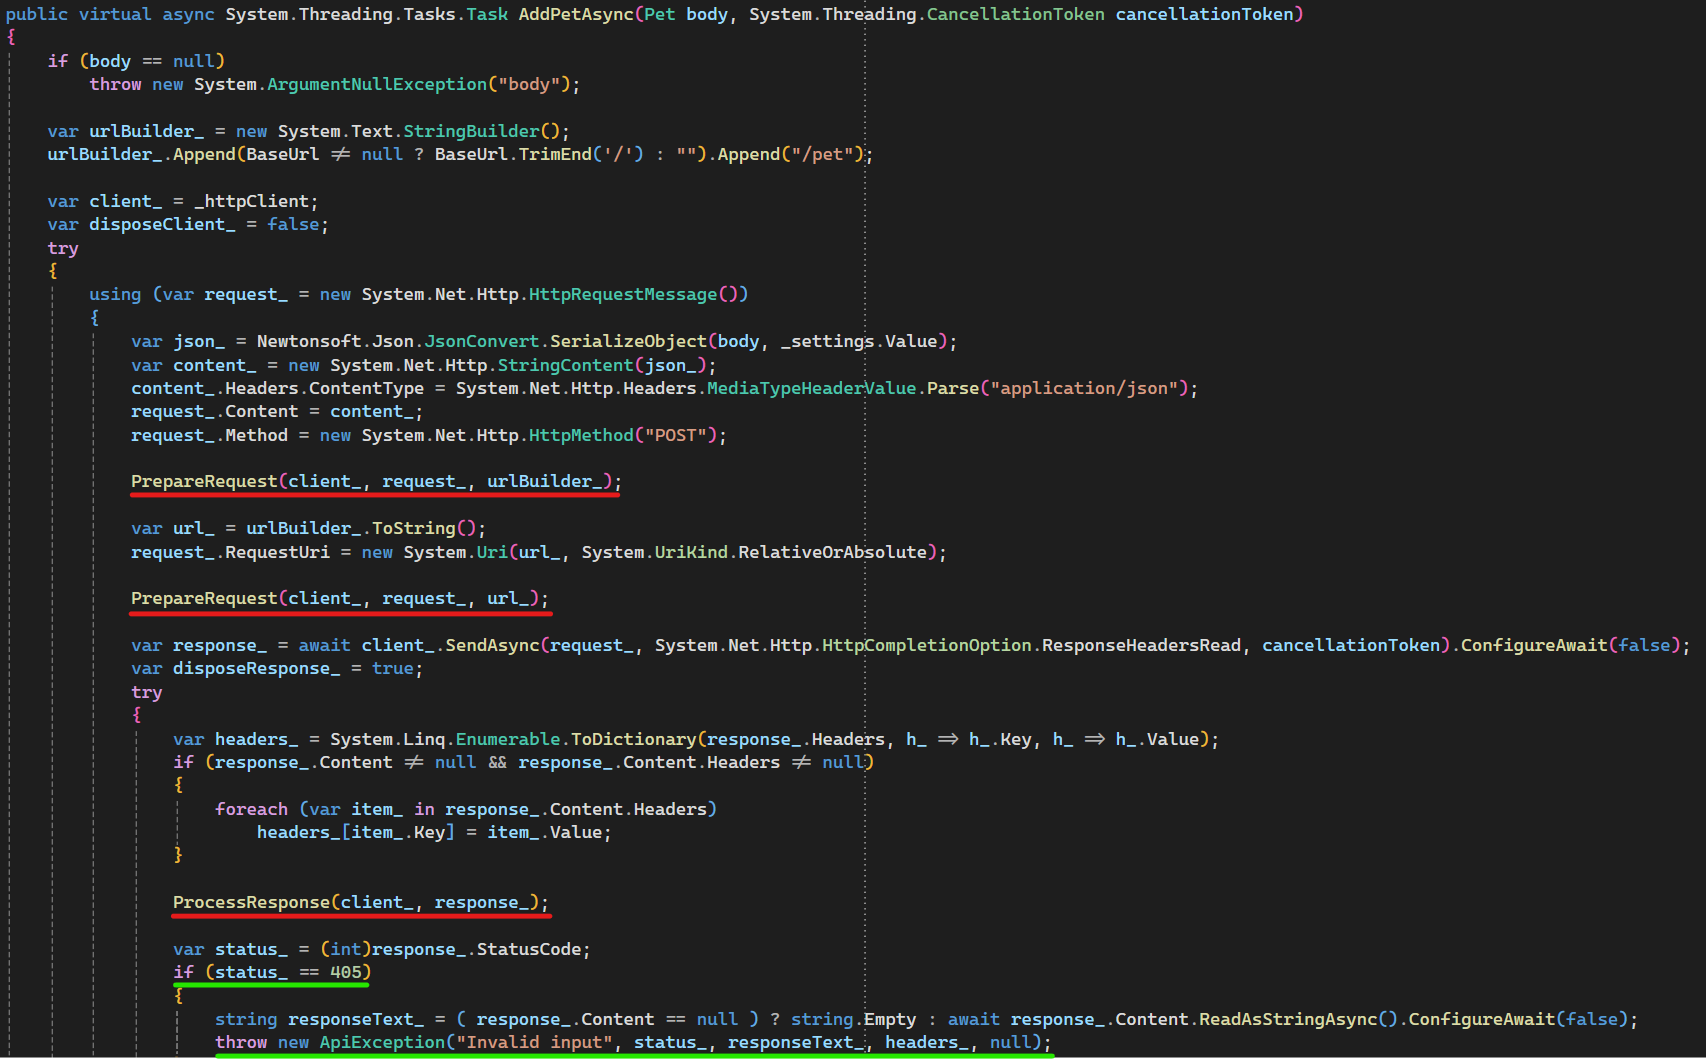 public virtual async System.Threading.Tasks.Task AddPetAsync(Pet body, System.Threading.CancellationToken cancellationToken)
{
    if (body == null)
        throw new System.ArgumentNullException("body");

    var urlBuilder_ = new System.Text.StringBuilder();
    urlBuilder_.Append(BaseUrl != null ? BaseUrl.TrimEnd('/') : "").Append("/pet");

    var client_ = _httpClient;
    var disposeClient_ = false;
    try
    {
        using (var request_ = new System.Net.Http.HttpRequestMessage())
        {
            var json_ = Newtonsoft.Json.JsonConvert.SerializeObject(body, _settings.Value);
            var content_ = new System.Net.Http.StringContent(json_);
            content_.Headers.ContentType = System.Net.Http.Headers.MediaTypeHeaderValue.Parse("application/json");
            request_.Content = content_;
            request_.Method = new System.Net.Http.HttpMethod("POST");

            PrepareRequest(client_, request_, urlBuilder_);

            var url_ = urlBuilder_.ToString();
            request_.RequestUri = new System.Uri(url_, System.UriKind.RelativeOrAbsolute);

            PrepareRequest(client_, request_, url_);

            var response_ = await client_.SendAsync(request_, System.Net.Http.HttpCompletionOption.ResponseHeadersRead, cancellationToken).ConfigureAwait(false);
            var disposeResponse_ = true;
            try
            {
                var headers_ = System.Linq.Enumerable.ToDictionary(response_.Headers, h_ => h_.Key, h_ => h_.Value);
                if (response_.Content != null && response_.Content.Headers != null)
                {
                    foreach (var item_ in response_.Content.Headers)
                        headers_[item_.Key] = item_.Value;
                }

                ProcessResponse(client_, response_);

                var status_ = (int)response_.StatusCode;
                if (status_ == 405)
                {
                    string responseText_ = ( response_.Content == null ) ? string.Empty : await response_.Content.ReadAsStringAsync().ConfigureAwait(false);
                    throw new ApiException("Invalid input", status_, responseText_, headers_, null);